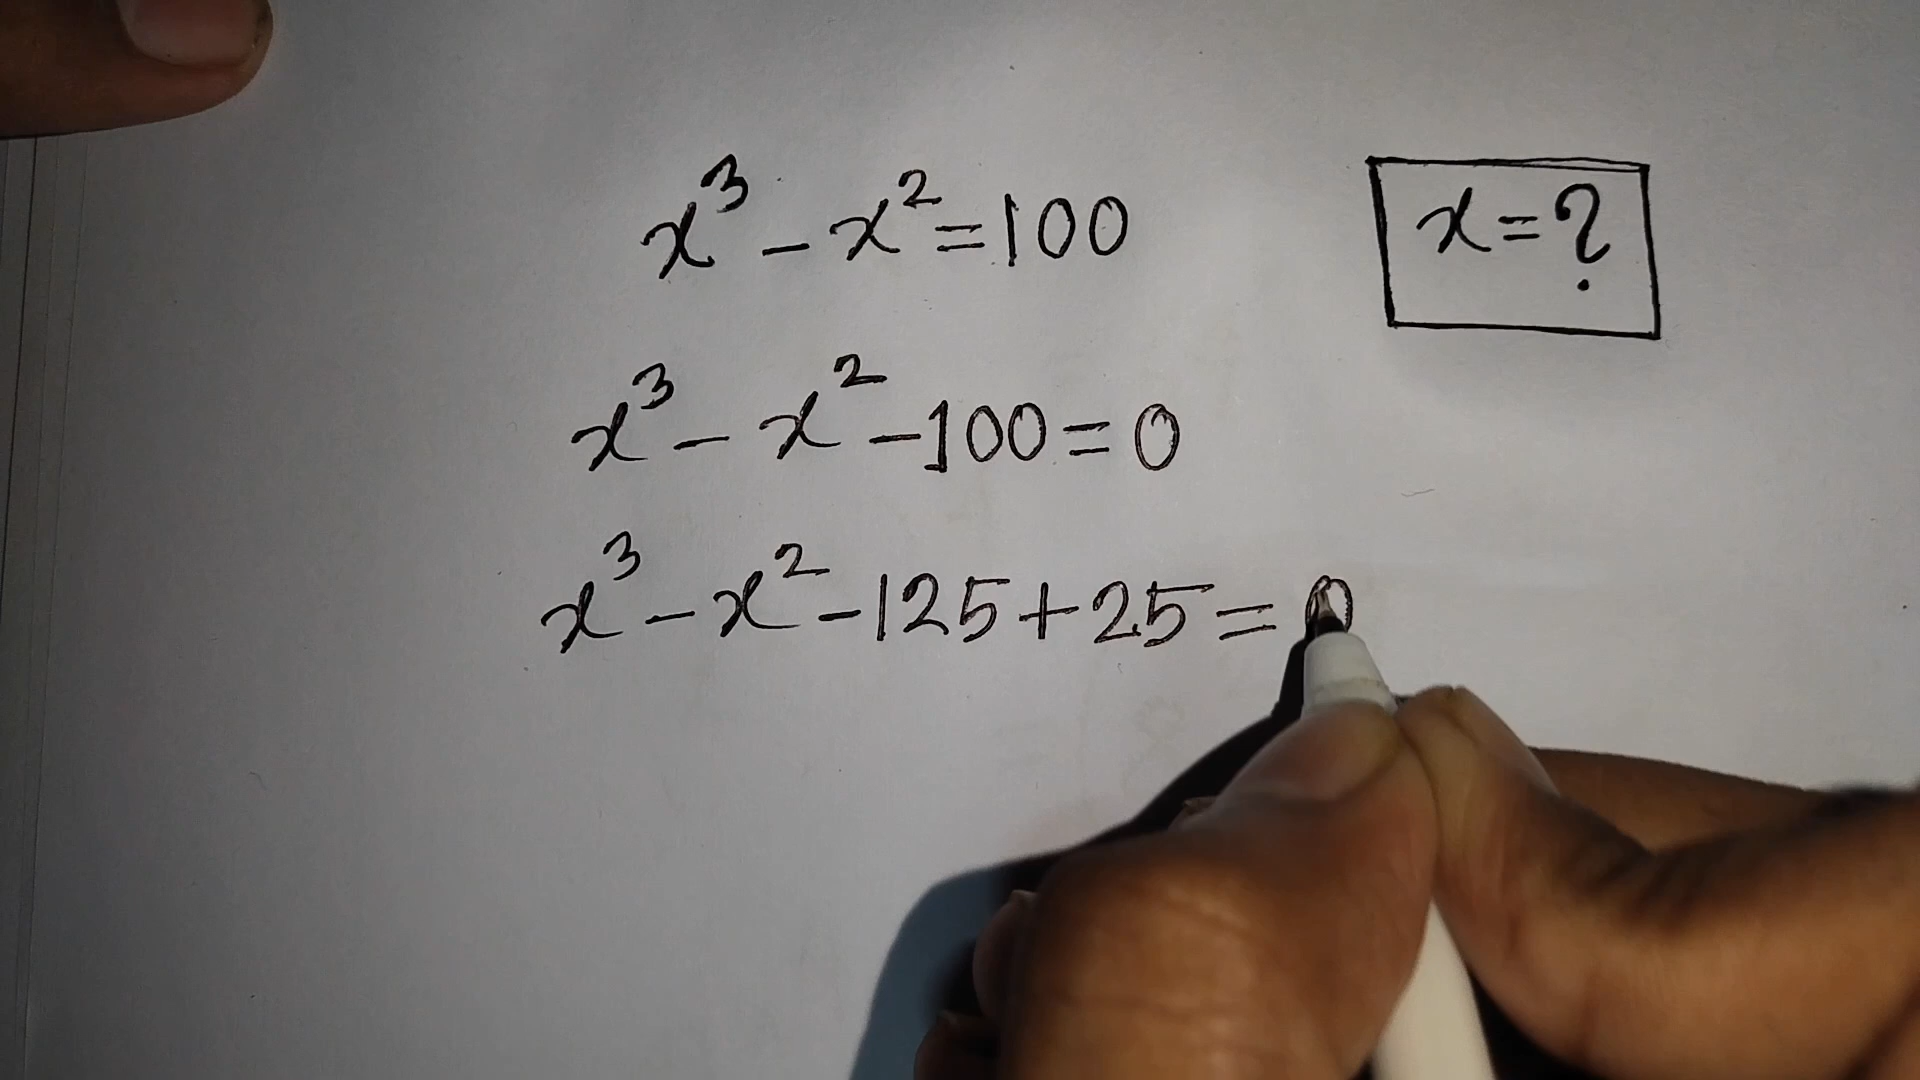 x³ - x² = 100
x = ?
x³ - x² - 100 = 0
x³ - x² - 125 + 25 = 0